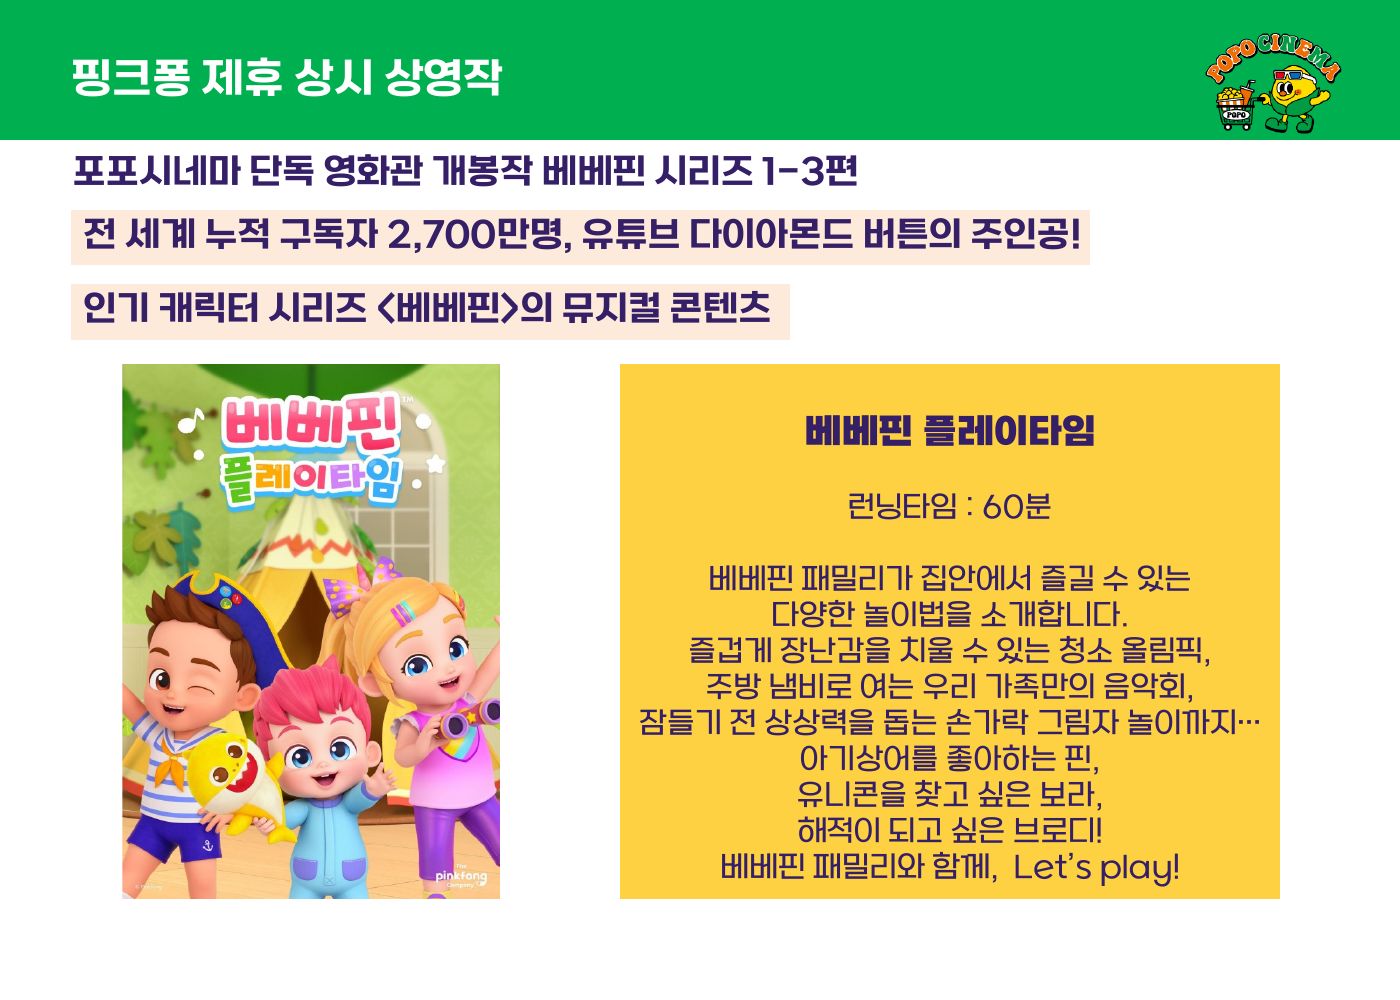 핑크퐁 제휴 상시 상영작
POPO CINEMA
POPO
포포시네마 단독 영화관 개봉작 베베핀 시리즈 1-3편
전 세계 누적 구독자 2,700만명, 유튜브 다이아몬드 버튼의 주인공!
인기 캐릭터 시리즈 <베베핀>의 뮤지컬 콘텐츠
베베핀™
플레이타임
The
pinkfong
Company
© Pinkfong
베베핀 플레이타임
런닝타임 : 60분
베베핀 패밀리가 집안에서 즐길 수 있는
다양한 놀이법을 소개합니다.
즐겁게 장난감을 치울 수 있는 청소 올림픽,
주방 냄비로 여는 우리 가족만의 음악회,
잠들기 전 상상력을 돕는 손가락 그림자 놀이까지…
아기상어를 좋아하는 핀,
유니콘을 찾고 싶은 보라,
해적이 되고 싶은 브로디!
베베핀 패밀리와 함께, Let's play!